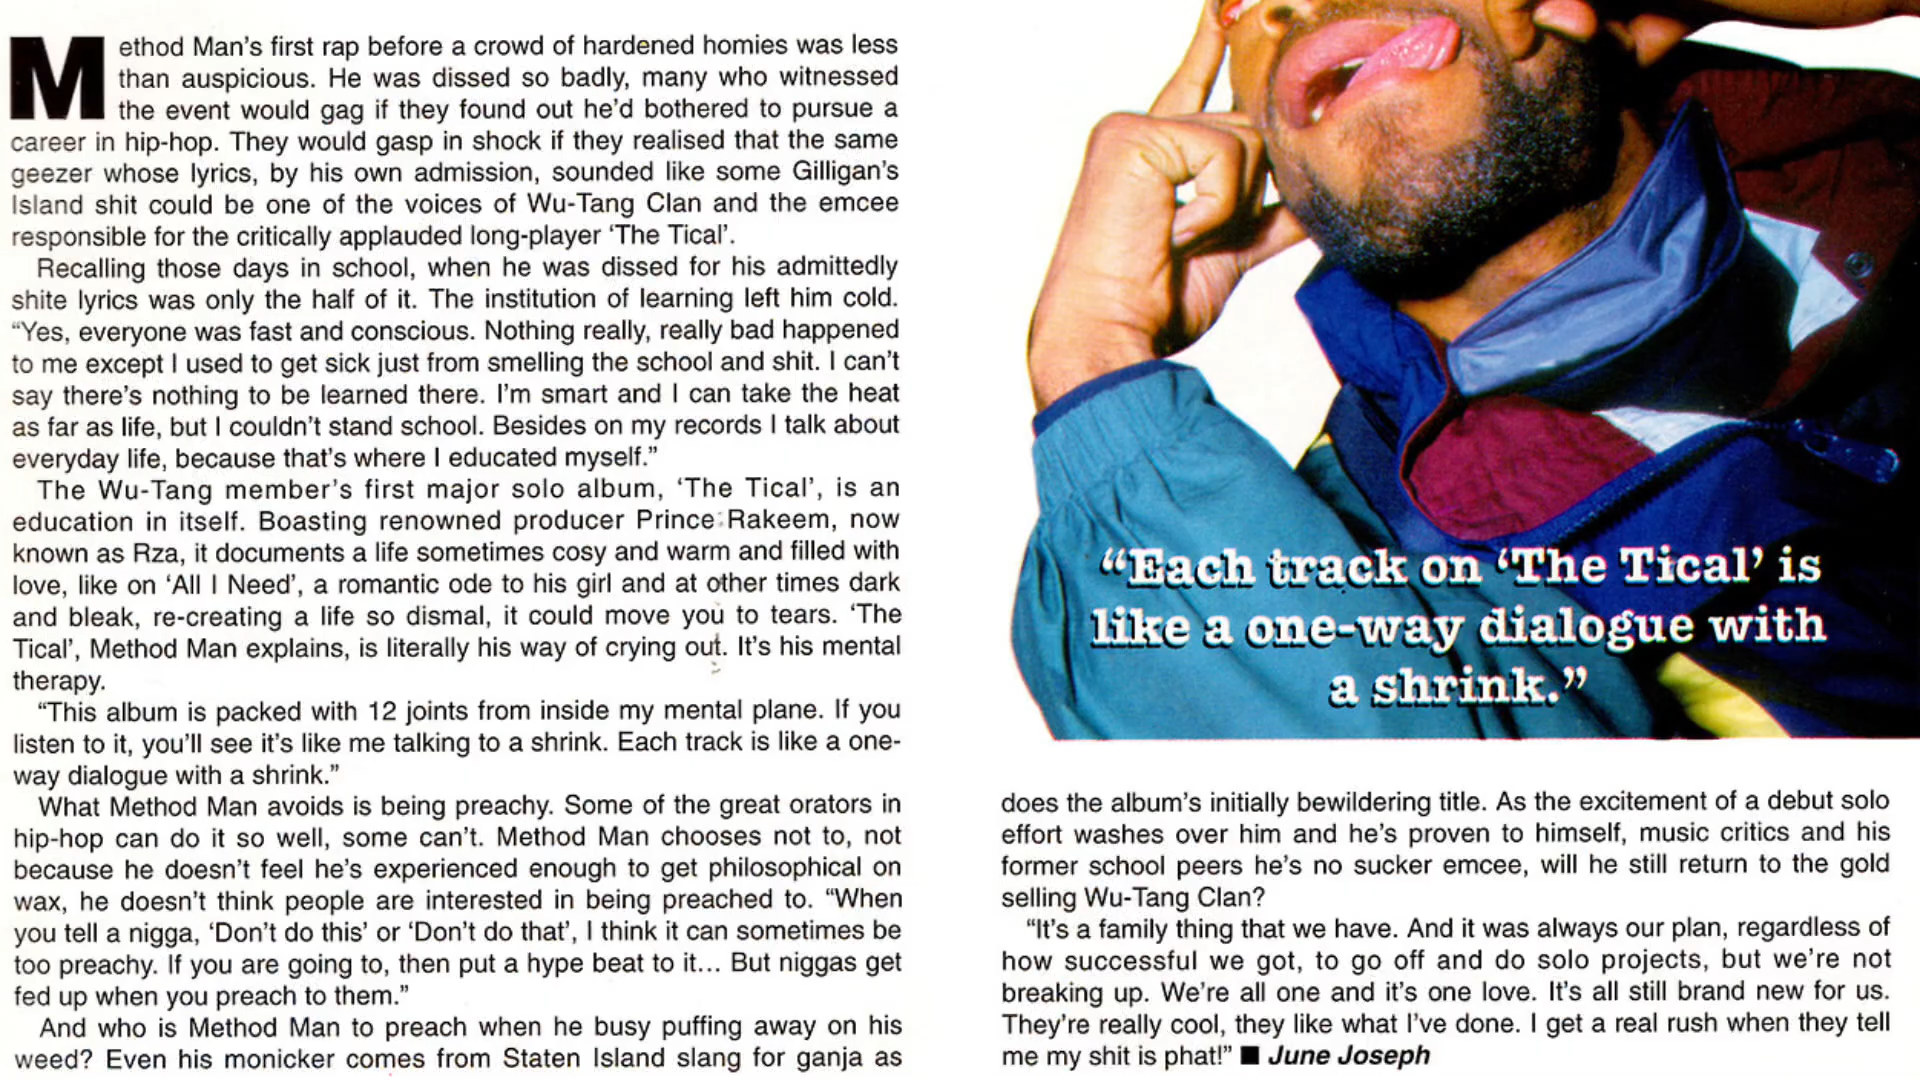 Method Man's first rap before a crowd of hardened homies was less
than auspicious. He was dissed so badly, many who witnessed
the event would gag if they found out he'd bothered to pursue a
career in hip-hop. They would gasp in shock if they realised that the same
geezer whose lyrics, by his own admission, sounded like some Gilligan's
Island shit could be one of the voices of Wu-Tang Clan and the emcee
responsible for the critically applauded long-player ‘The Tical’.
Recalling those days in school, when he was dissed for his admittedly
shite lyrics was only the half of it. The institution of learning left him cold.
“Yes, everyone was fast and conscious. Nothing really, really bad happened
to me except I used to get sick just from smelling the school and shit. I can't
say there's nothing to be learned there. I'm smart and I can take the heat
as far as life, but I couldn't stand school. Besides on my records I talk about
everyday life, because that's where I educated myself.”
The Wu-Tang member's first major solo album, ‘The Tical’, is an
education in itself. Boasting renowned producer Prince Rakeem, now
known as Rza, it documents a life sometimes cosy and warm and filled with
love, like on ‘All I Need’, a romantic ode to his girl and at other times dark
and bleak, re-creating a life so dismal, it could move you to tears. ‘The
Tical’, Method Man explains, is literally his way of crying out. It's his mental
therapy.
“This album is packed with 12 joints from inside my mental plane. If you
listen to it, you'll see it's like me talking to a shrink. Each track is like a one-
way dialogue with a shrink.”
What Method Man avoids is being preachy. Some of the great orators in
hip-hop can do it so well, some can't. Method Man chooses not to, not
because he doesn't feel he's experienced enough to get philosophical on
wax, he doesn't think people are interested in being preached to. “When
you tell a nigga, ‘Don't do this’ or ‘Don't do that’, I think it can sometimes be
too preachy. If you are going to, then put a hype beat to it... But niggas get
fed up when you preach to them.”
And who is Method Man to preach when he busy puffing away on his
weed? Even his monicker comes from Staten Island slang for ganja as
“Each track on ‘The Tical’ is
like a one-way dialogue with
a shrink.”
does the album's initially bewildering title. As the excitement of a debut solo
effort washes over him and he's proven to himself, music critics and his
former school peers he's no sucker emcee, will he still return to the gold
selling Wu-Tang Clan?
“It's a family thing that we have. And it was always our plan, regardless of
how successful we got, to go off and do solo projects, but we're not
breaking up. We're all one and it's one love. It's all still brand new for us.
They're really cool, they like what I've done. I get a real rush when they tell
me my shit is phat!” ■ June Joseph